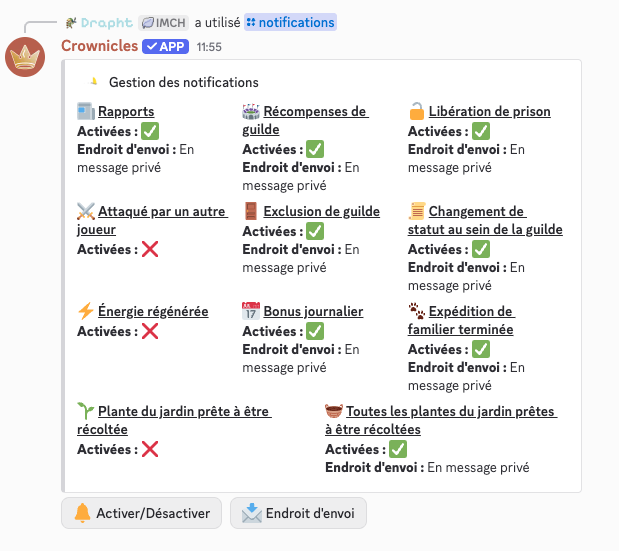 Drapht IMCH a utilisé notifications
Crownicles ✓ APP 11:55
Gestion des notifications
Rapports
Activées : ✅
Endroit d'envoi : En
message privé
Récompenses de
guilde
Activées : ✅
Endroit d'envoi : En
message privé
Libération de prison
Activées : ✅
Endroit d'envoi : En
message privé
Attaqué par un autre
joueur
Activées : ❌
Exclusion de guilde
Activées : ✅
Endroit d'envoi : En
message privé
Changement de
statut au sein de la guilde
Activées : ✅
Endroit d'envoi : En
message privé
Énergie régénérée
Activées : ❌
17 Bonus journalier
Activées : ✅
Endroit d'envoi : En
message privé
Expédition de
familier terminée
Activées : ✅
Endroit d'envoi : En
message privé
Plante du jardin prête à être
récoltée
Activées : ❌
Toutes les plantes du jardin prêtes
à être récoltées
Activées : ✅
Endroit d'envoi : En message privé
Activer/Désactiver
Endroit d'envoi